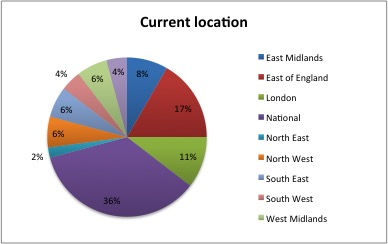 Current location
8%
17%
11%
36%
2%
6%
6%
4%
6%
4%
East Midlands
East of England
London
National
North East
North West
South East
South West
West Midlands